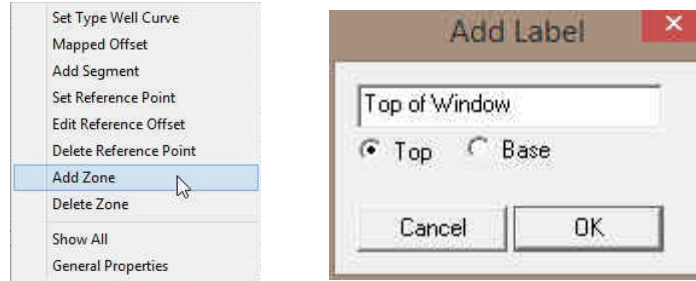 Set Type Well Curve
Mapped Offset
Add Segment
Set Reference Point
Edit Reference Offset
Delete Reference Point
Add Zone
Delete Zone
Show All
General Properties
Add Label
Top of Window
Top Base
Cancel OK